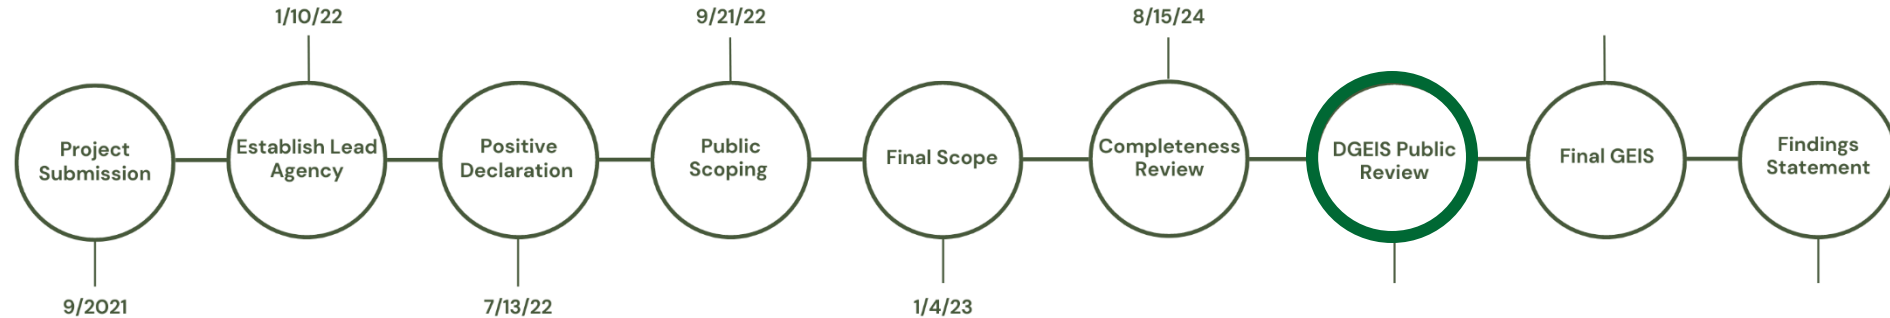 1/10/22
9/21/22
8/15/24
Project
Submission
Establish Lead
Agency
Positive
Declaration
Public
Scoping
Final Scope
Completeness
Review
DGEIS Public
Review
Final GEIS
Findings
Statement
9/2021
7/13/22
1/4/23